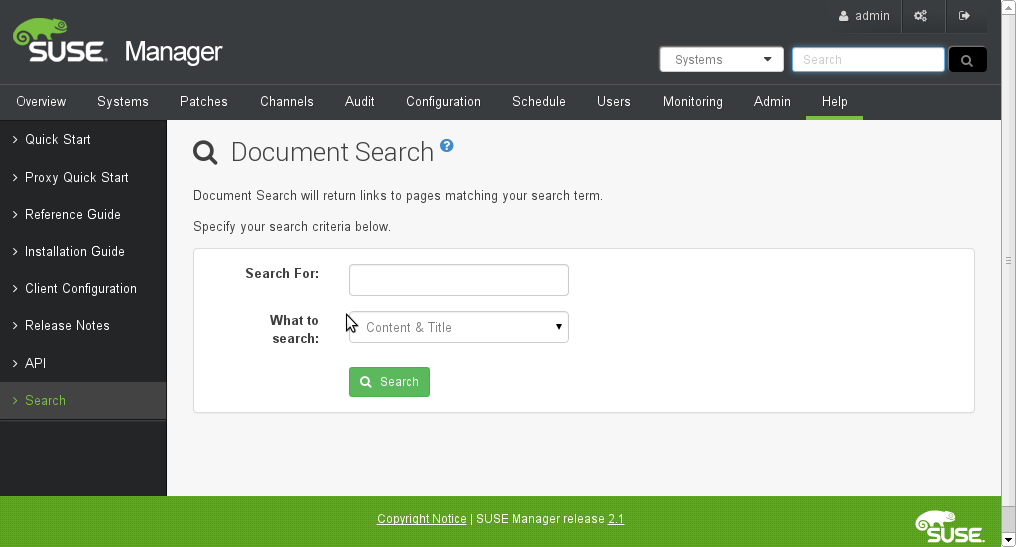 admin
SUSE Manager
Systems
Search
Overview Systems Patches Channels Audit Configuration Schedule Users Monitoring Admin Help
Quick Start
Proxy Quick Start
Reference Guide
Installation Guide
Client Configuration
Release Notes
API
Search
Document Search ?
Document Search will return links to pages matching your search term.
Specify your search criteria below.
Search For:
What to
search:
Content & Title
Search
Copyright Notice | SUSE Manager release 2.1
SUSE